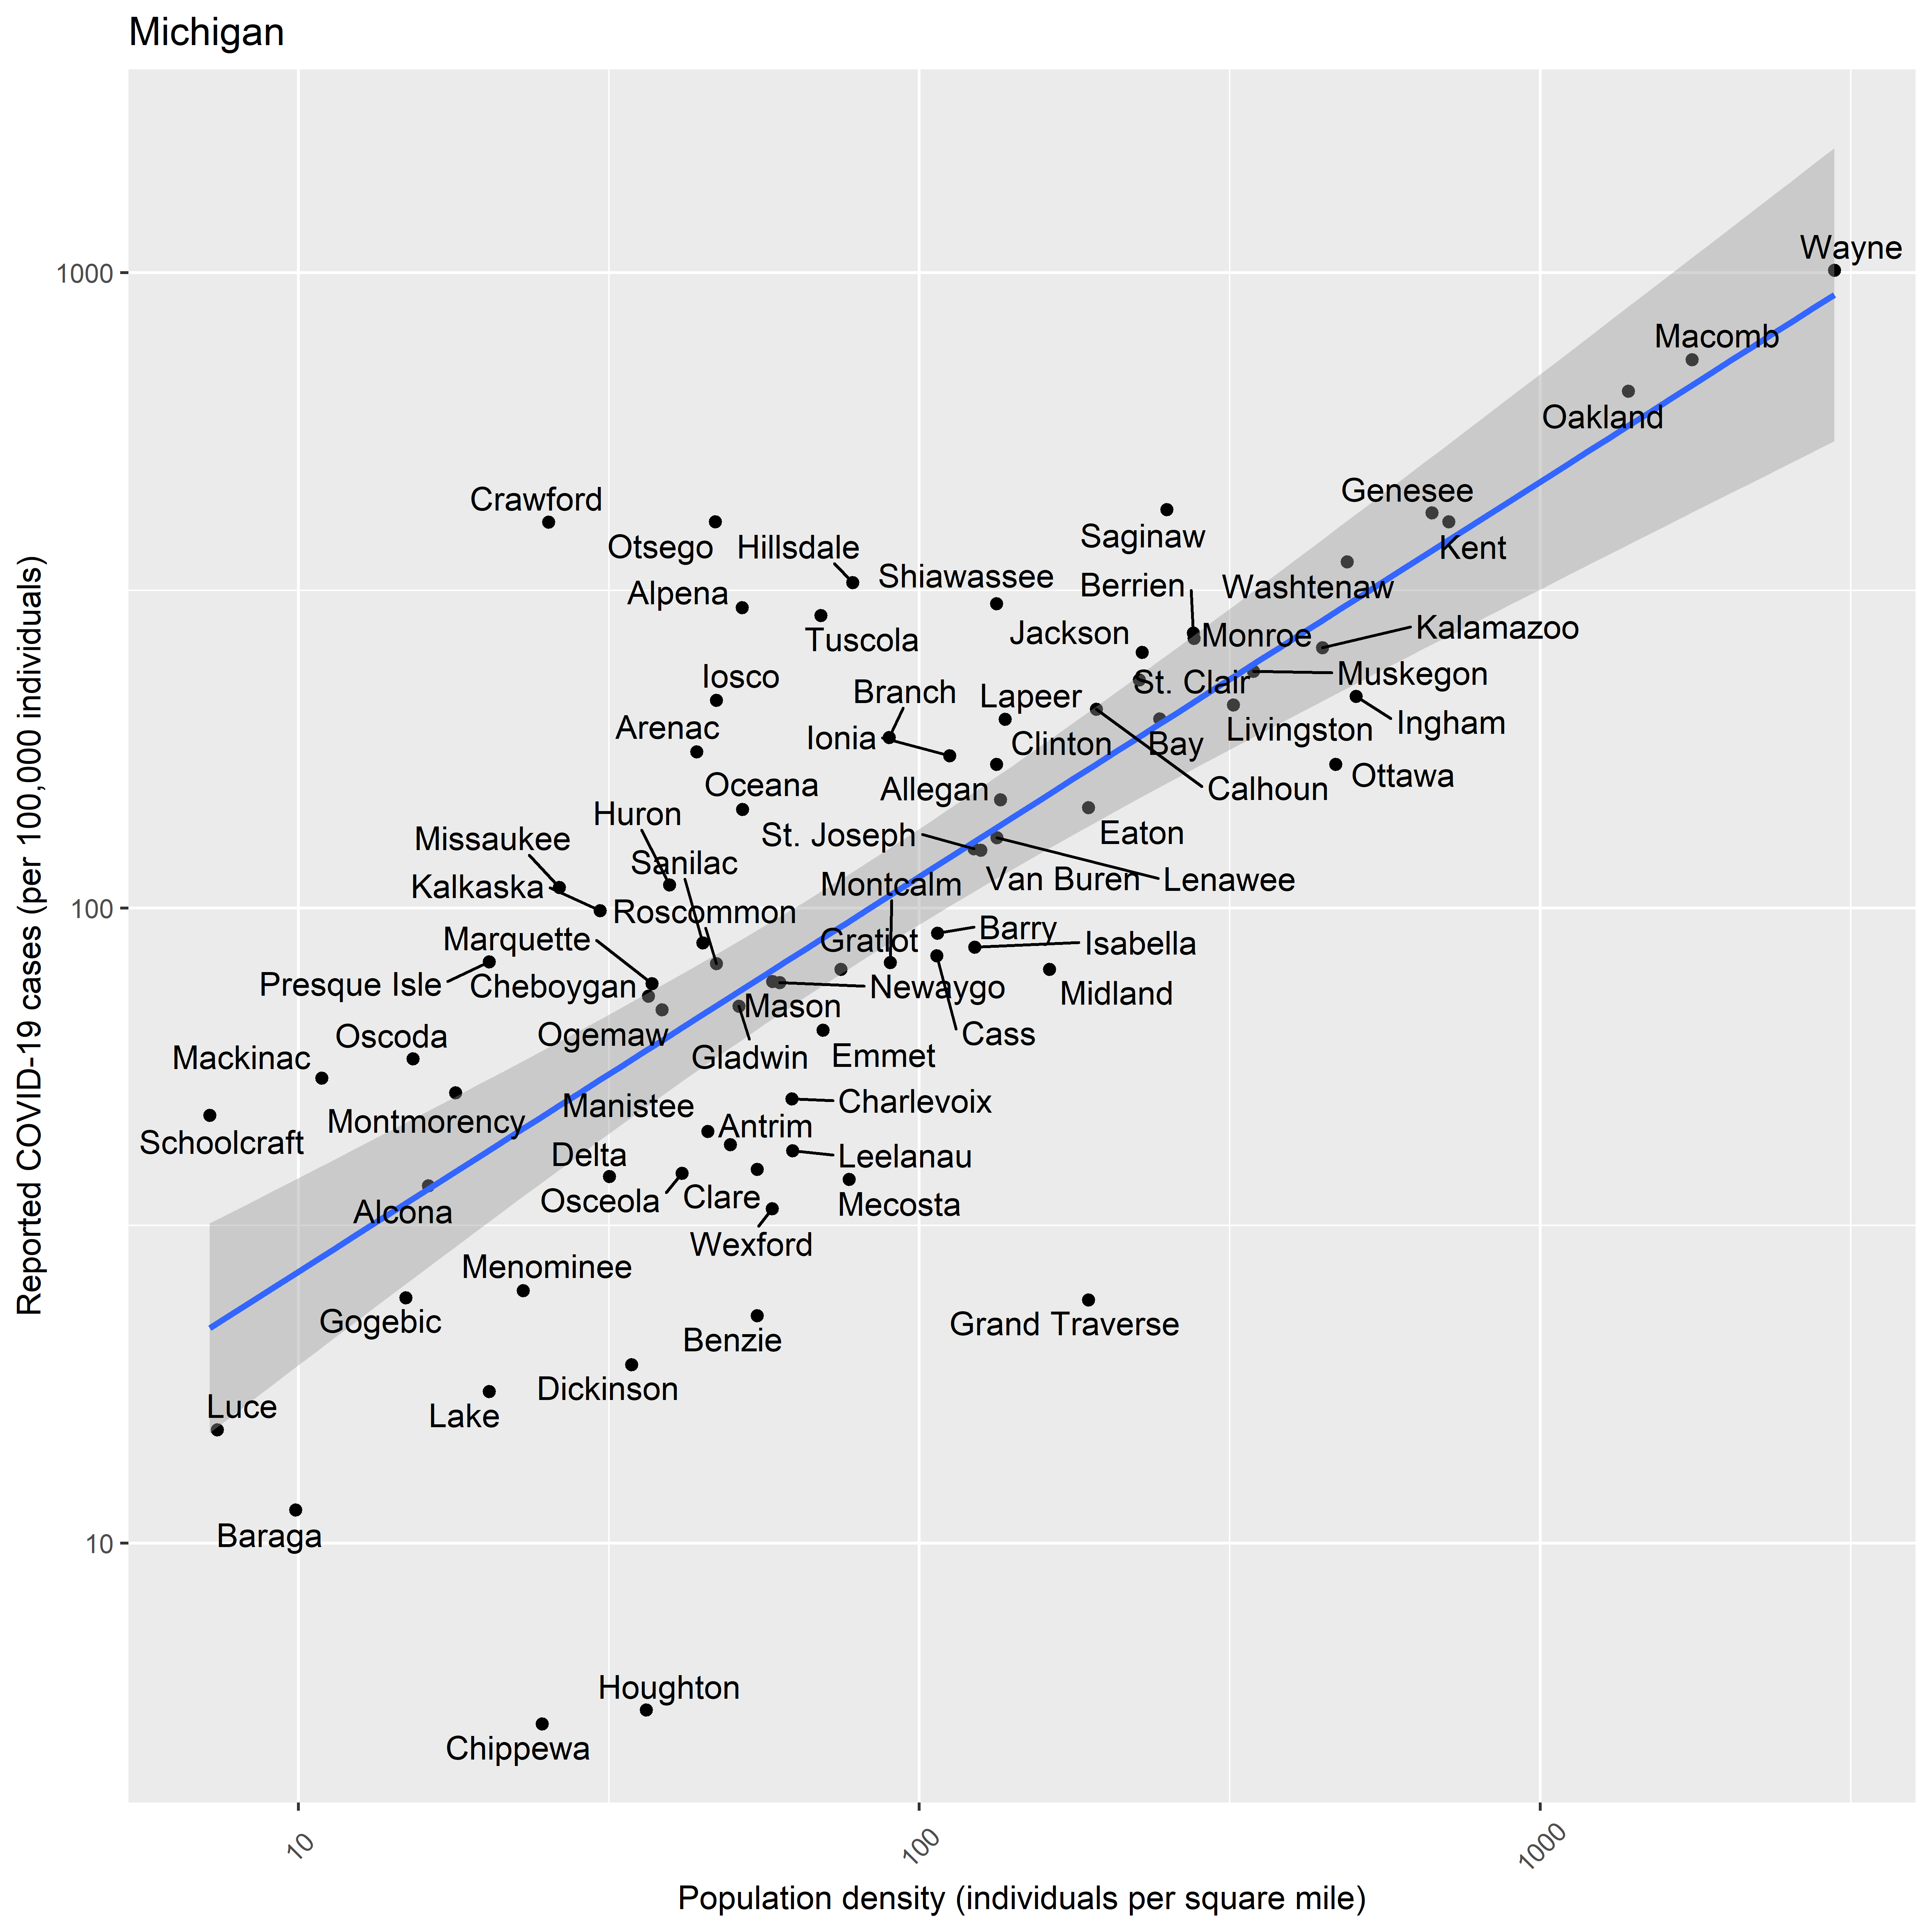 Michigan
Wayne
1000
Macomb
Oakland
Crawford
Genesee
Otsego
Hillsdale
Saginaw
Kent
Shiawassee
Alpena
Berrien
Washtenaw
Tuscola
Jackson
Monroe
Kalamazoo
Iosco
St. Clair
Muskegon
Branch
Lapeer
Arenac
Ionia
Clinton
Bay
Livingston
Ingham
Oceana
Allegan
Calhoun
Ottawa
Huron
Missaukee
St. Joseph
Eaton
Sanilac
Kalkaska
Montcalm
Van Buren
Lenawee
100
Roscommon
Marquette
Gratiot
Barry
Isabella
Presque Isle
Cheboygan
Newaygo
Midland
Mason
Oscoda
Ogemaw
Cass
Mackinac
Gladwin
Emmet
Montmorency
Manistee
Charlevoix
Schoolcraft
Antrim
Delta
Leelanau
Osceola
Clare
Mecosta
Alcona
Wexford
Menominee
Gogebic
Benzie
Grand Traverse
Dickinson
Luce
Lake
10
Baraga
Houghton
Chippewa
10
100
1000
Population density (individuals per square mile)
Reported COVID-19 cases (per 100,000 individuals)